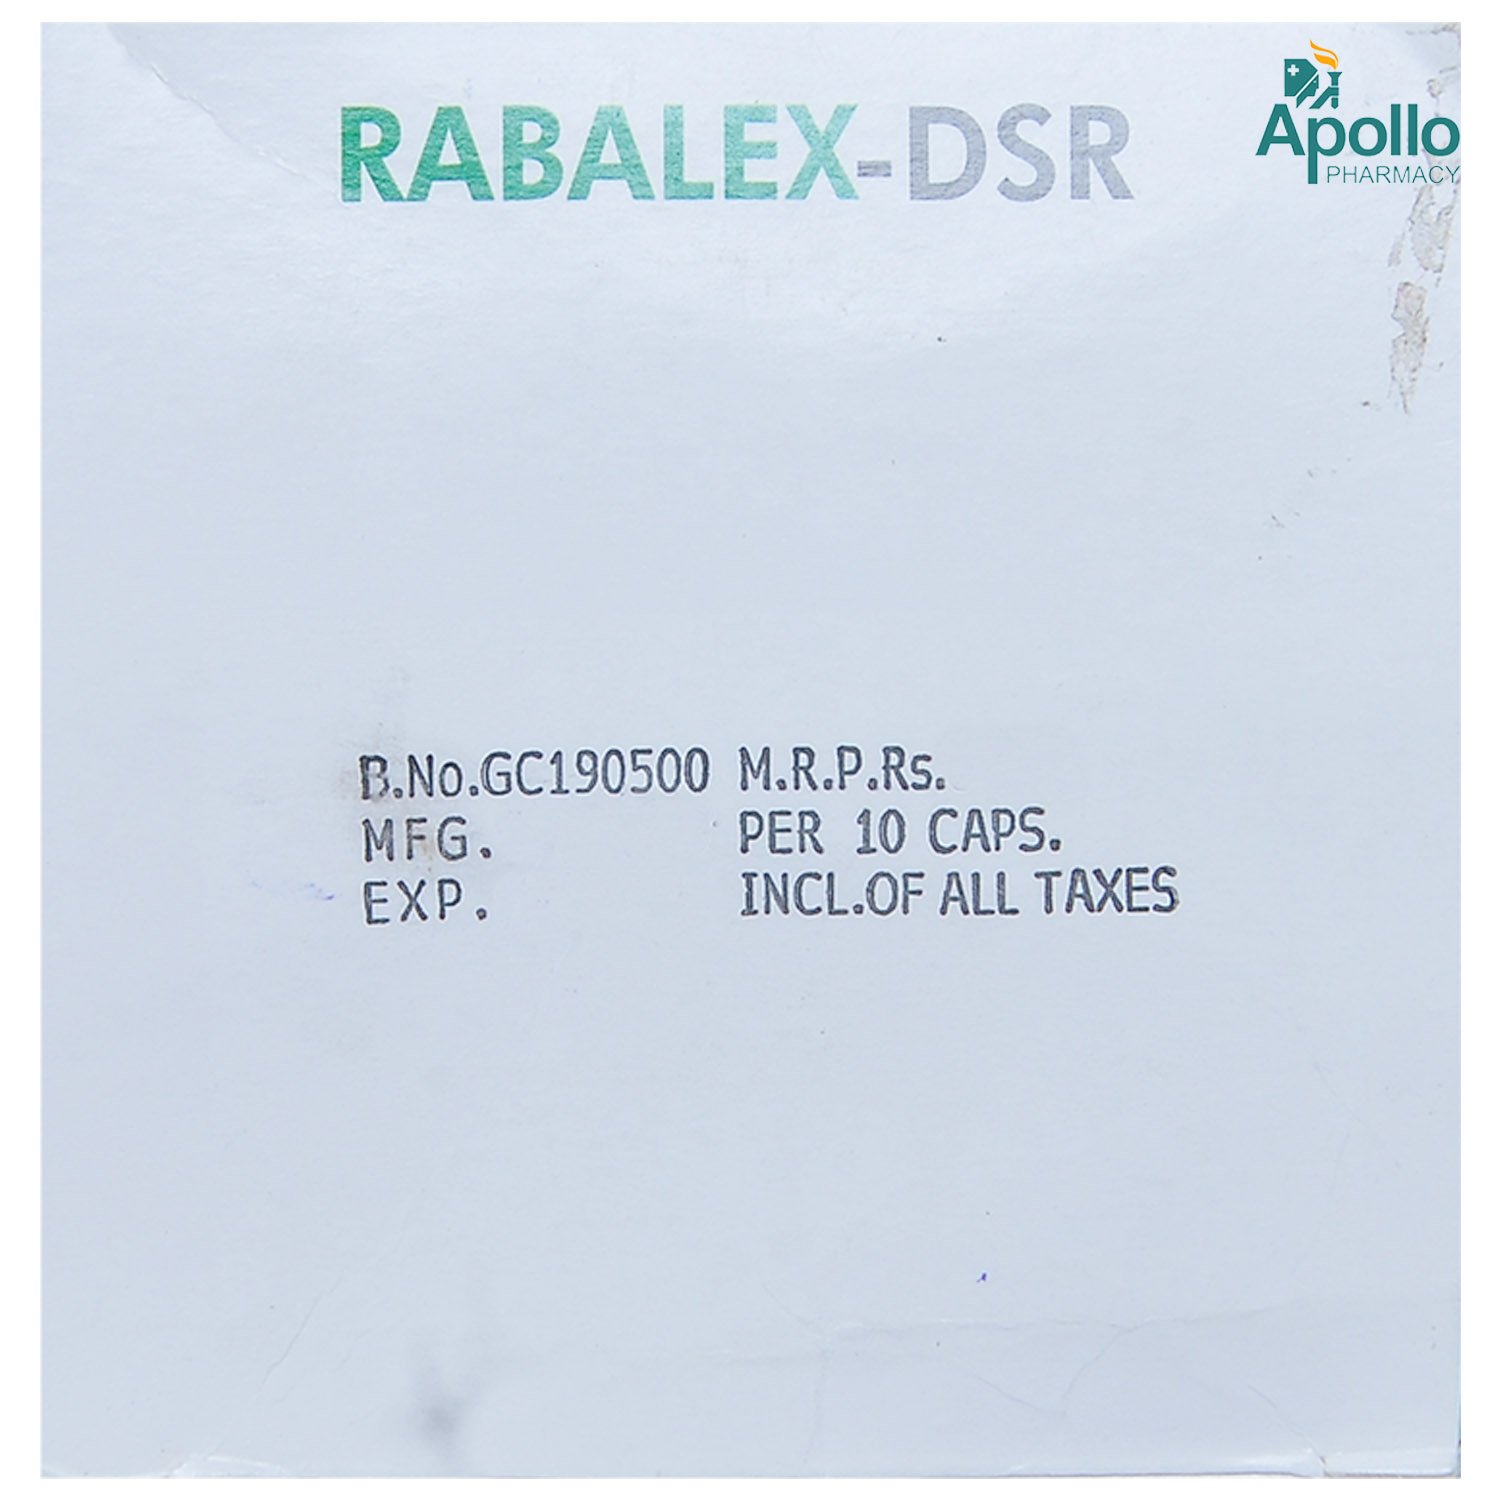 RABALEX-DSR
Apollo
PHARMACY
B.No.GC190500 M.R.P.Rs.
MFG. PER 10 CAPS.
EXP. INCL.OF ALL TAXES